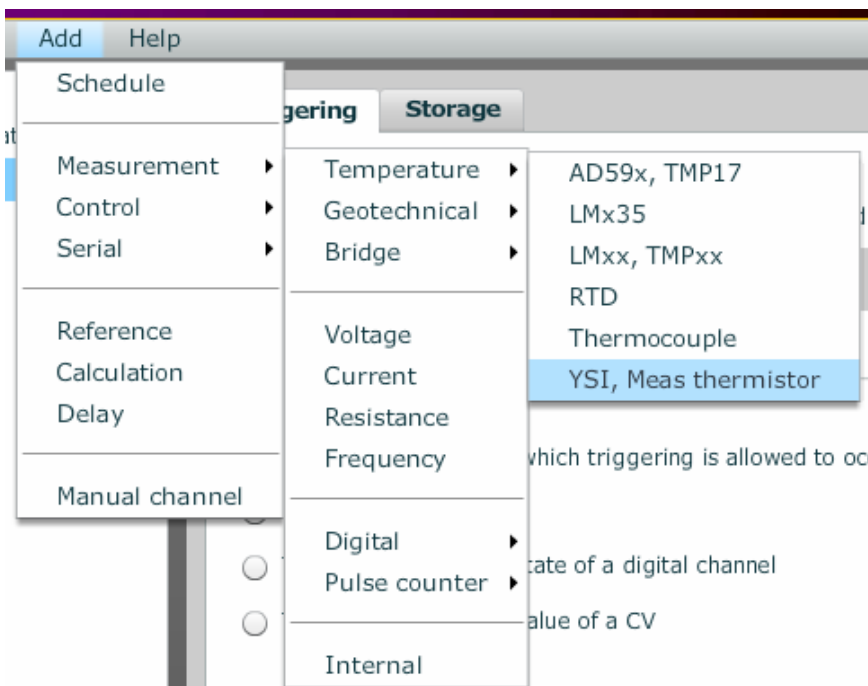 Add Help
Schedule
Measurement
Control
Serial
Reference
Calculation
Delay
Manual channel
gering Storage
Temperature
Geotechnical
Bridge
Voltage
Current
Resistance
Frequency
Digital
Pulse counter
Internal
AD59x, TMP17
LMx35
LMxx, TMPxx
RTD
Thermocouple
YSI, Meas thermistor
which triggering is allowed to oc
tate of a digital channel
alue of a CV